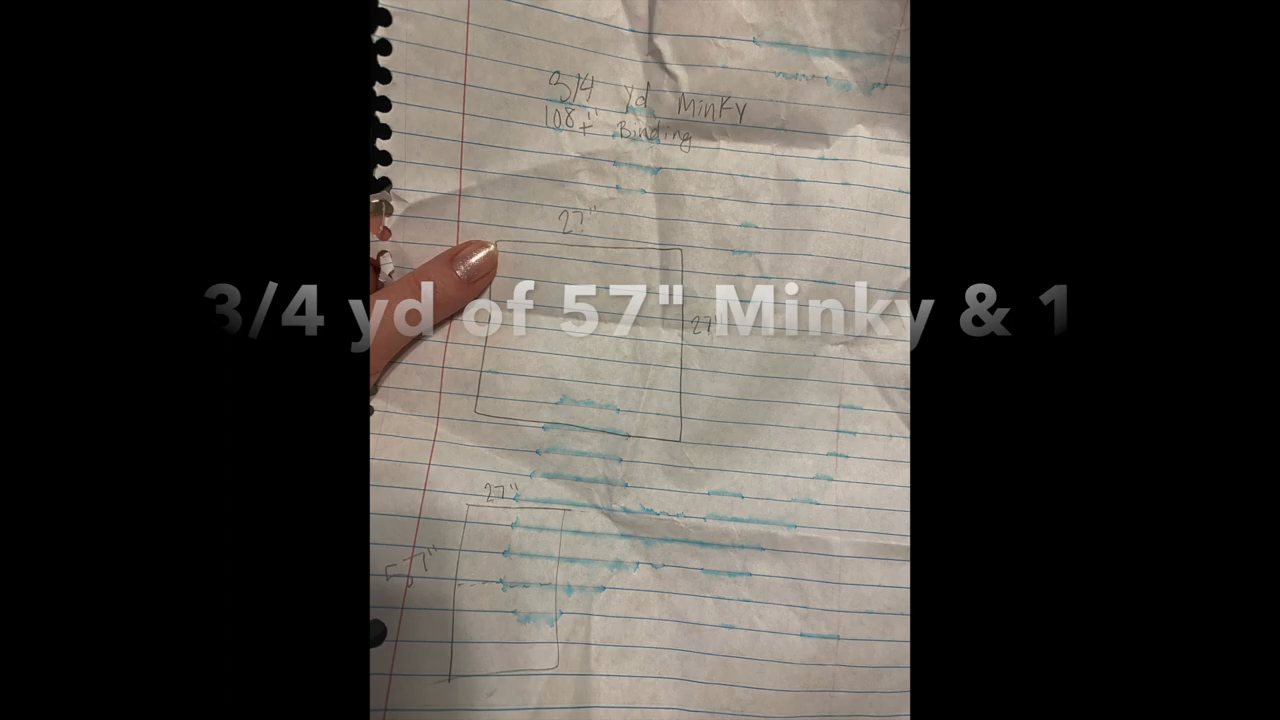 3/4 yd Minky
108+" Binding
27"
3/4 yd of 57" Minky & 1
27"
27"
57"